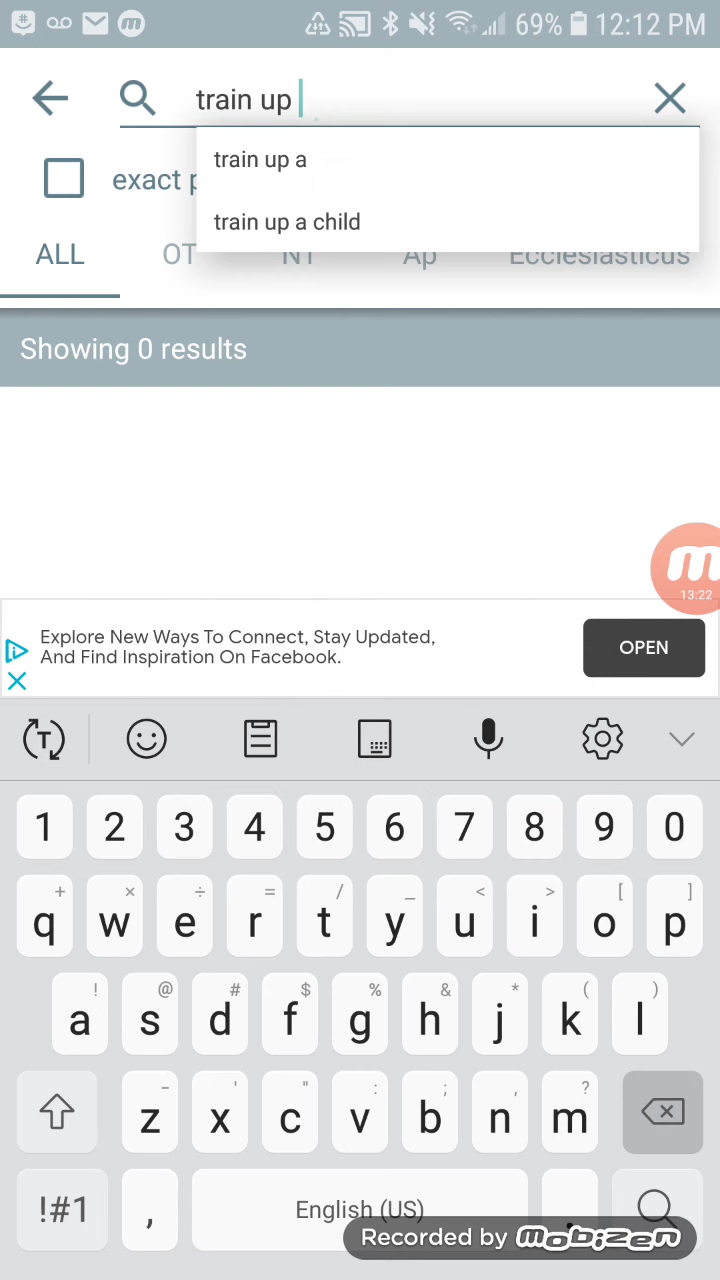 69% 12:12 PM
train up
exact p
train up a
train up a child
ALL OT NT Ap Ecclesiasticus
Showing 0 results
13:22
Explore New Ways To Connect, Stay Updated,
And Find Inspiration On Facebook.
OPEN
1 2 3 4 5 6 7 8 9 0
+ × ÷ = / _ < > [ ]
q w e r t y u i o p
! @ # $ % & * ( )
a s d f g h j k l
- ' " : ; , ?
z x c v b n m
!#1 , English (US) .
Recorded by mobizen